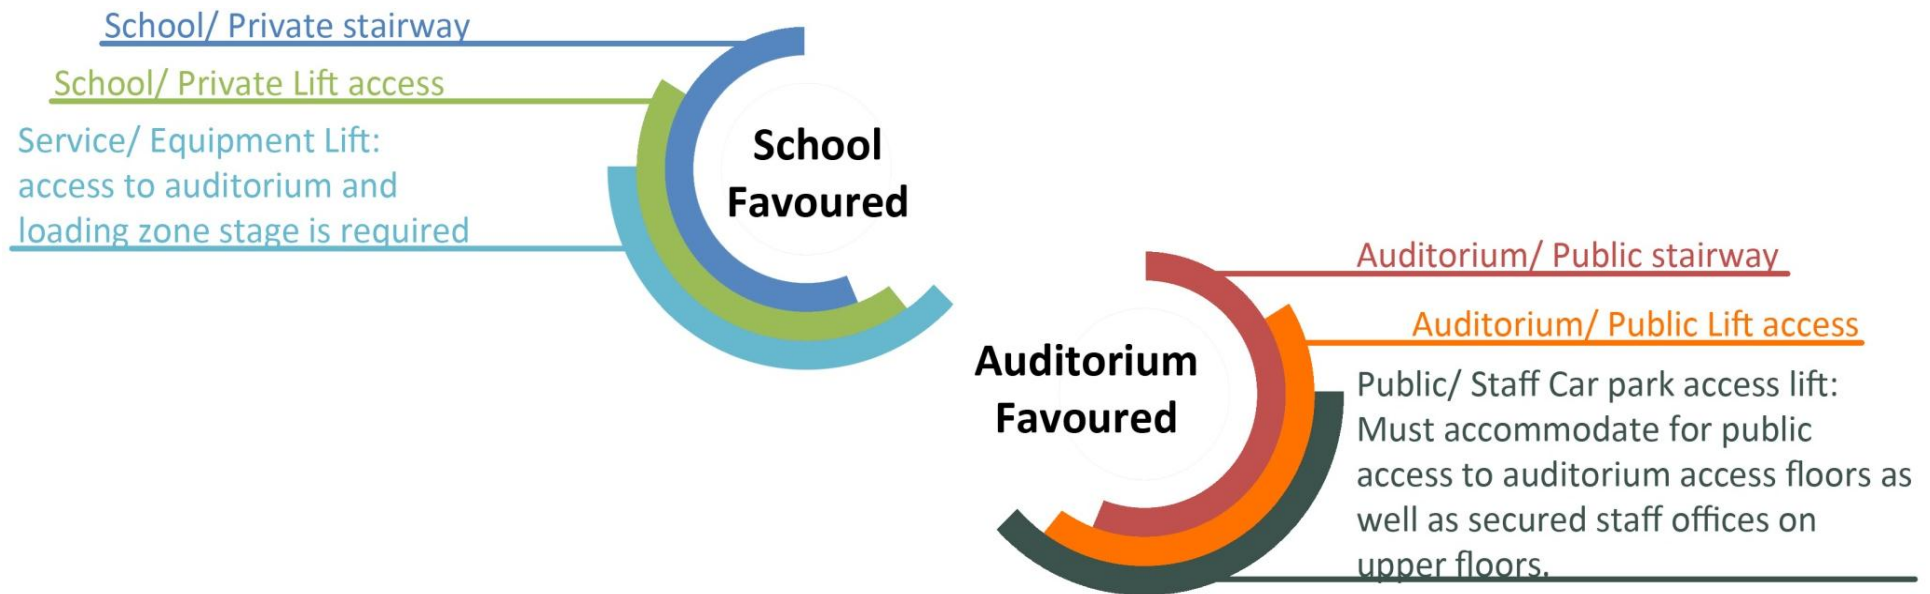 School/ Private stairway
School/ Private Lift access
Service/ Equipment Lift:
access to auditorium and
loading zone stage is required
School
Favoured
Auditorium/ Public stairway
Auditorium/ Public Lift access
Auditorium
Favoured
Public/ Staff Car park access lift:
Must accommodate for public
access to auditorium access floors as
well as secured staff offices on
upper floors.